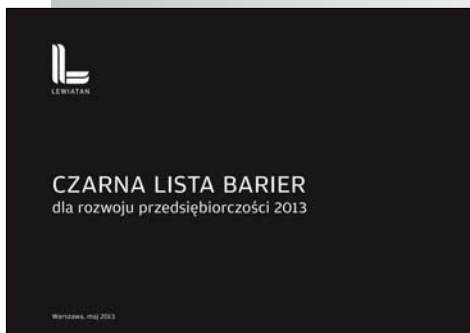 LEWIATAN
CZARNA LISTA BARIER
dla rozwoju przedsiębiorczości 2013
Warszawa, maj 2013